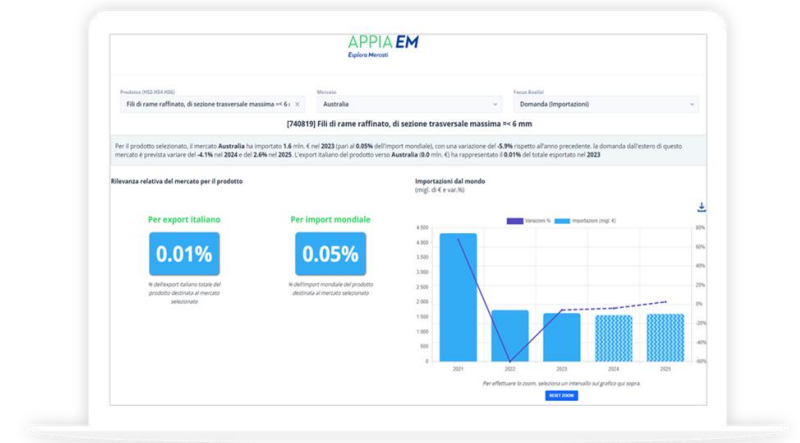 APPIA EM
Esplora Mercati
Prodotto (HS2-HS4-HS6)
Mercato
Focus Analisi
Fili di rame raffinato, di sezione trasversale massima =< 6 ×
Australia
Domanda (Importazioni)
[740819] Fili di rame raffinato, di sezione trasversale massima =< 6 mm
Per il prodotto selezionato, il mercato Australia ha importato 1.6 mln. € nel 2023 (pari al 0.05% dell'import mondiale), con una variazione del -5.9% rispetto all'anno precedente, la domanda dall'estero di questo
mercato è prevista variare del -4.1% nel 2024 e del 2.6% nel 2025. L'export italiano del prodotto verso Australia (0.0 mln. €) ha rappresentato il 0.01% del totale esportato nel 2023
Rilevanza relativa del mercato per il prodotto
Importazioni dal mondo
(migl. di € e var.%)
Per export italiano
Per import mondiale
0.01%
0.05%
% dell'export italiano totale del
prodotto destinata al mercato
selezionato
% dell'import mondiale del prodotto
destinata al mercato selezionato
Variazioni %
Importazioni (migl. €)
4 500
4 000
3 500
3 000
2 500
2 000
1 500
1 000
500
0
80%
60%
40%
20%
0%
-20%
-40%
-60%
2021
2022
2023
2024
2025
Per effettuare lo zoom, seleziona un intervallo sul grafico qui sopra.
RESET ZOOM